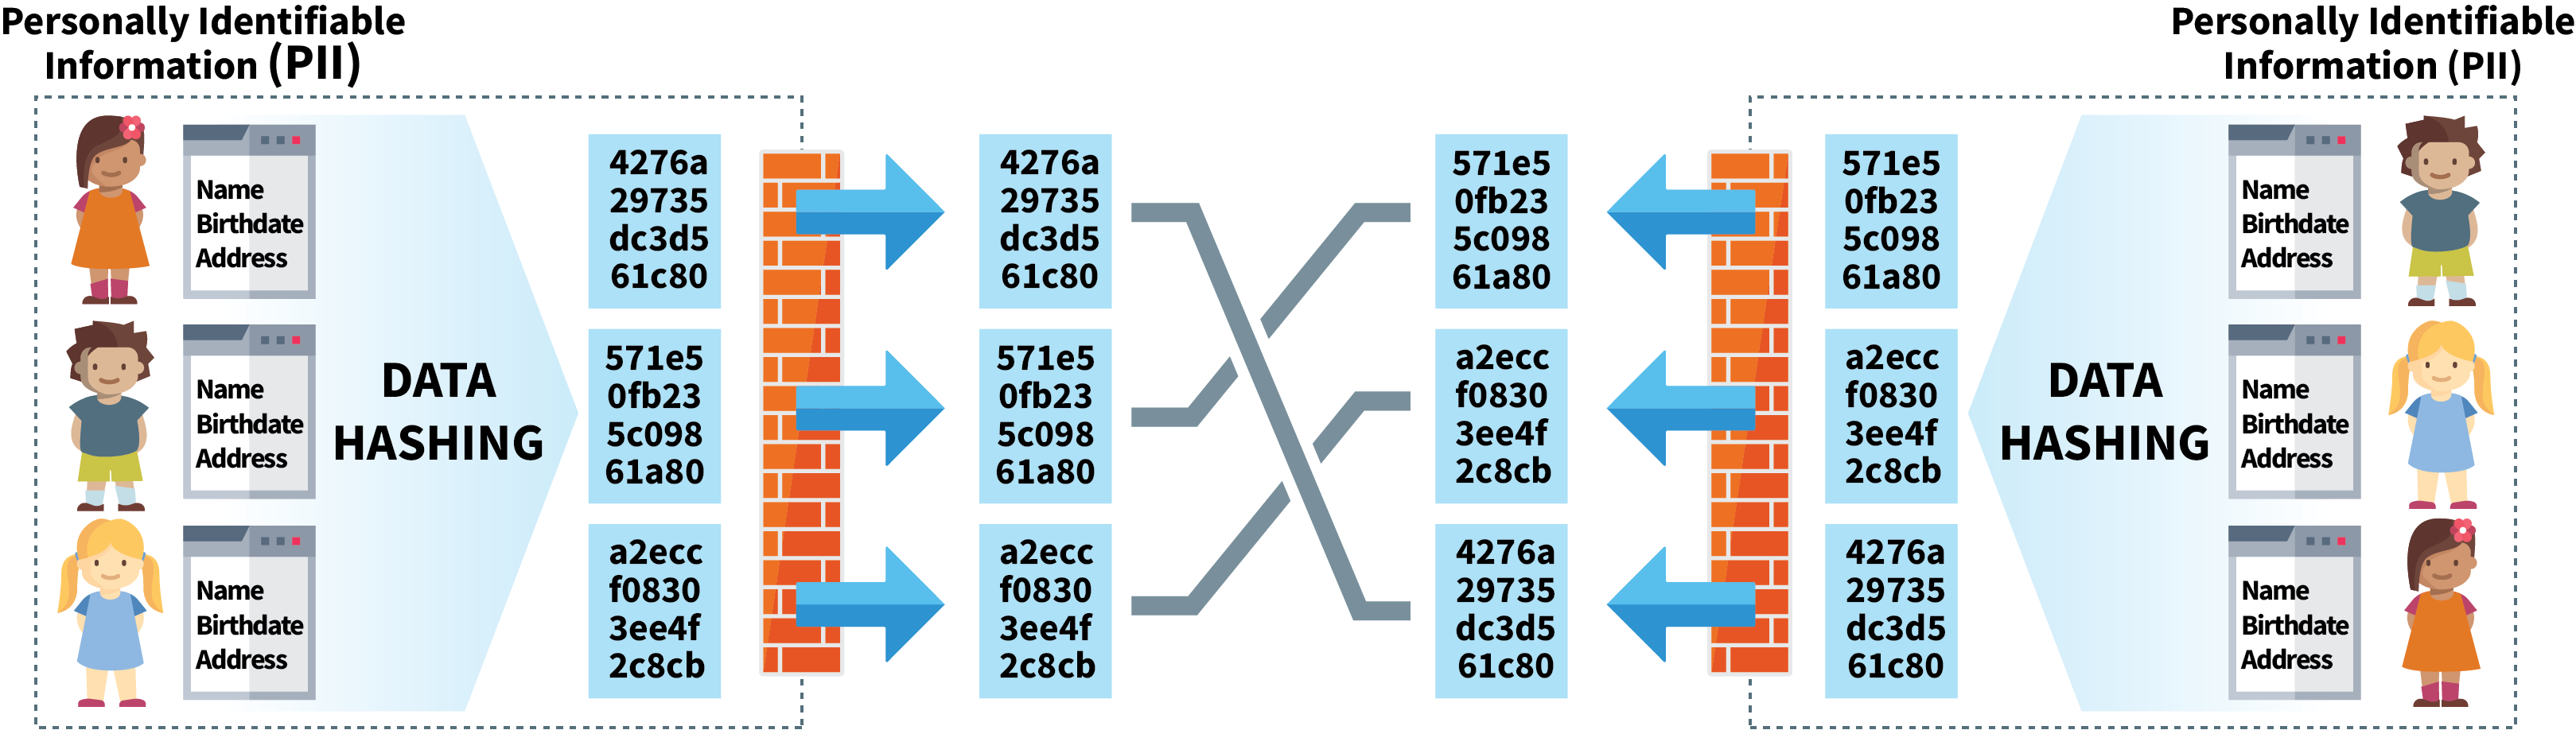 Personally Identifiable
Information (PII)
Name
Birthdate
Address
Name
Birthdate
Address
Name
Birthdate
Address
DATA
HASHING
4276a
29735
dc3d5
61c80
571e5
0fb23
5c098
61a80
a2ecc
f0830
3ee4f
2c8cb
4276a
29735
dc3d5
61c80
571e5
0fb23
5c098
61a80
a2ecc
f0830
3ee4f
2c8cb
571e5
0fb23
5c098
61a80
a2ecc
f0830
3ee4f
2c8cb
4276a
29735
dc3d5
61c80
Personally Identifiable
Information (PII)
571e5
0fb23
5c098
61a80
a2ecc
f0830
3ee4f
2c8cb
4276a
29735
dc3d5
61c80
DATA
HASHING
Name
Birthdate
Address
Name
Birthdate
Address
Name
Birthdate
Address